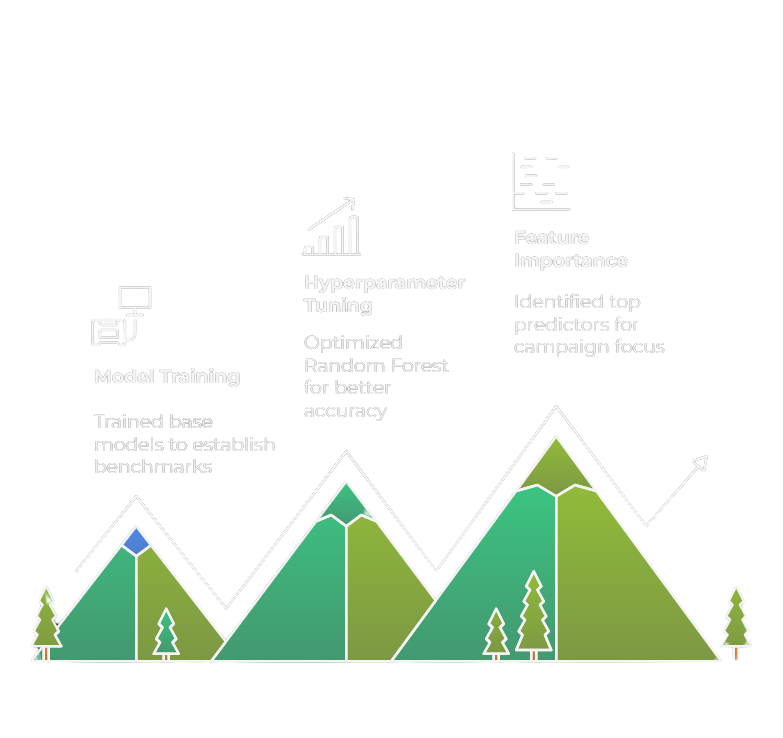 Model Training
Trained base
models to establish
benchmarks
Hyperparameter
Tuning
Optimized
Random Forest
for better
accuracy
Feature
Importance
Identified top
predictors for
campaign focus